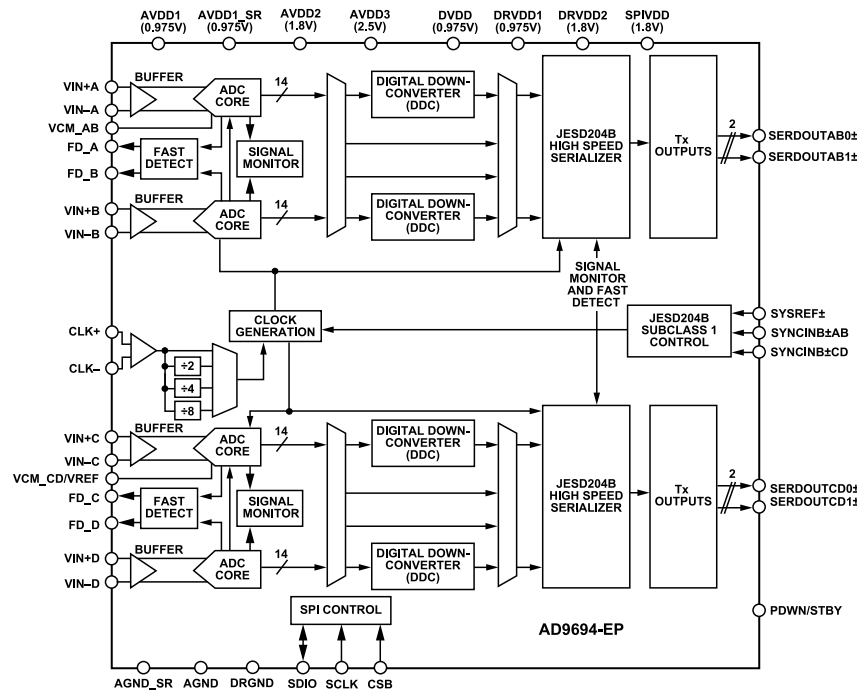 AVDD1
(0.975V)
AVDD1_SR
(0.975V)
AVDD2
(1.8V)
AVDD3
(2.5V)
DVDD
(0.975V)
DRVDD1
(0.975V)
DRVDD2
(1.8V)
SPIVDD
(1.8V)
VIN+A
VIN–A
VCM_AB
FD_A
FD_B
VIN+B
VIN–B
BUFFER
ADC
CORE
14
FAST
DETECT
SIGNAL
MONITOR
BUFFER
ADC
CORE
14
DIGITAL DOWN-
CONVERTER
(DDC)
DIGITAL DOWN-
CONVERTER
(DDC)
JESD204B
HIGH SPEED
SERIALIZER
Tx
OUTPUTS
2
SERDOUTAB0±
SERDOUTAB1±
SIGNAL
MONITOR
AND FAST
DETECT
CLK+
CLK–
÷2
÷4
÷8
CLOCK
GENERATION
JESD204B
SUBCLASS 1
CONTROL
SYSREF±
SYNCINB±AB
SYNCINB±CD
VIN+C
VIN–C
VCM_CD/VREF
FD_C
FD_D
VIN+D
VIN–D
BUFFER
ADC
CORE
14
FAST
DETECT
SIGNAL
MONITOR
BUFFER
ADC
CORE
14
DIGITAL DOWN-
CONVERTER
(DDC)
DIGITAL DOWN-
CONVERTER
(DDC)
JESD204B
HIGH SPEED
SERIALIZER
Tx
OUTPUTS
2
SERDOUTCD0±
SERDOUTCD1±
SPI CONTROL
AD9694-EP
PDWN/STBY
AGND_SR
AGND
DRGND
SDIO
SCLK
CSB